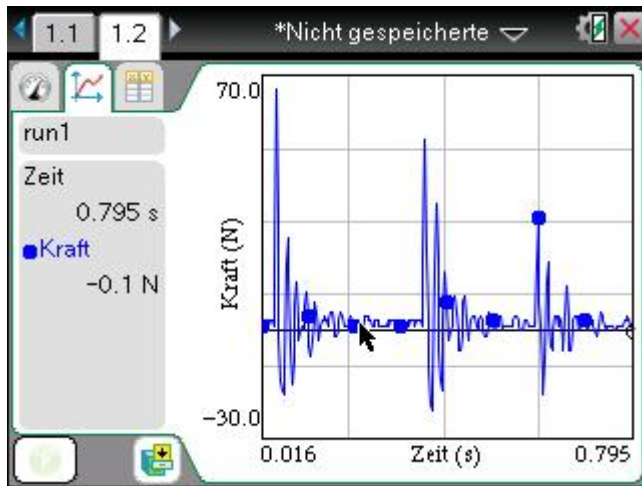 1.1
1.2
*Nicht gespeicherte
run1
Zeit
0.795 s
Kraft
−0.1 N
70.0
Kraft (N)
−30.0
0.016
Zeit (s)
0.795